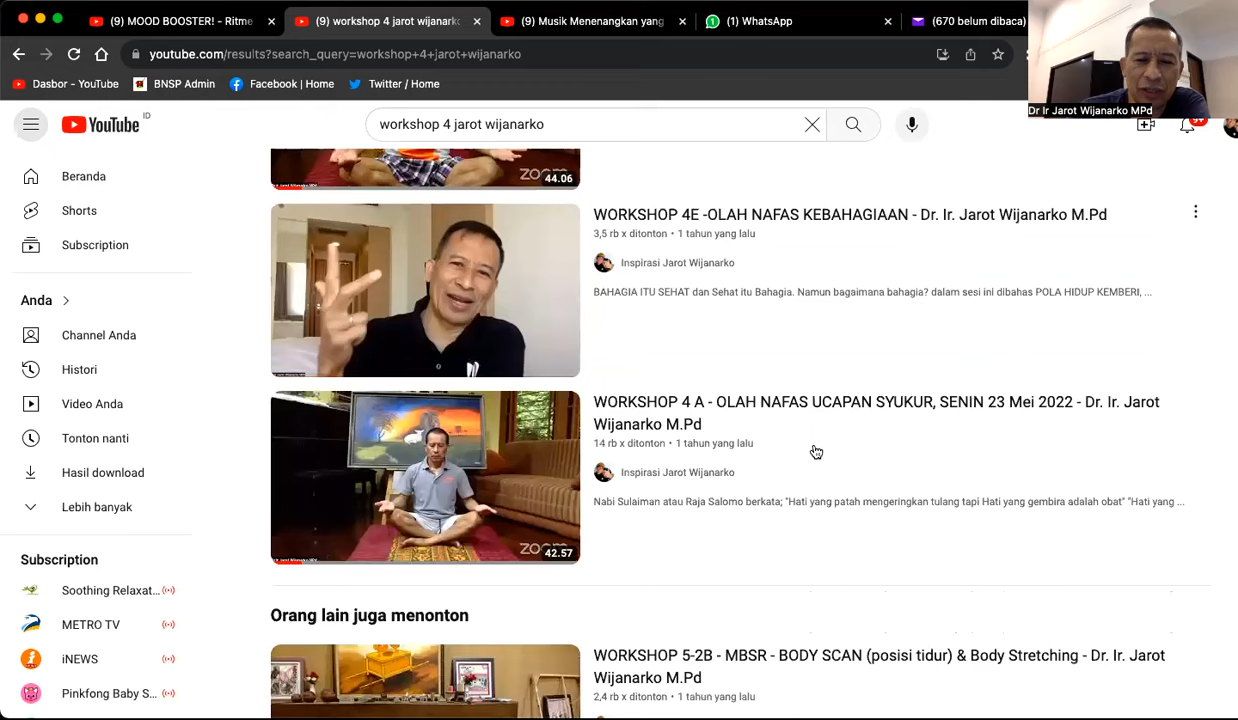 (9) MOOD BOOSTER! - Ritme
(9) workshop 4 jarot wijanarko
(9) Musik Menenangkan yang
(1) WhatsApp
(670 belum dibaca)
youtube.com/results?search_query=workshop+4+jarot+wijanarko
Dasbor - YouTube
BNSP Admin
Facebook | Home
Twitter / Home
Dr Ir Jarot Wijanarko MPd
YouTube ID
workshop 4 jarot wijanarko
9+
Beranda
Shorts
Subscription
Anda
Channel Anda
Histori
Video Anda
Tonton nanti
Hasil download
Lebih banyak
Subscription
Soothing Relaxat...
METRO TV
iNEWS
Pinkfong Baby S...
ZOOM
44.06
WORKSHOP 4E -OLAH NAFAS KEBAHAGIAAN - Dr. Ir. Jarot Wijanarko M.Pd
3,5 rb x ditonton • 1 tahun yang lalu
Inspirasi Jarot Wijanarko
BAHAGIA ITU SEHAT dan Sehat itu Bahagia. Namun bagaimana bahagia? dalam sesi ini dibahas POLA HIDUP KEMBERI, ...
ZOOM
42.57
WORKSHOP 4 A - OLAH NAFAS UCAPAN SYUKUR, SENIN 23 Mei 2022 - Dr. Ir. Jarot
Wijanarko M.Pd
14 rb x ditonton • 1 tahun yang lalu
Inspirasi Jarot Wijanarko
Nabi Sulaiman atau Raja Salomo berkata; "Hati yang patah mengeringkan tulang tapi Hati yang gembira adalah obat" "Hati yang ...
Orang lain juga menonton
WORKSHOP 5-2B - MBSR - BODY SCAN (posisi tidur) & Body Stretching - Dr. Ir. Jarot
Wijanarko M.Pd
2,4 rb x ditonton • 1 tahun yang lalu